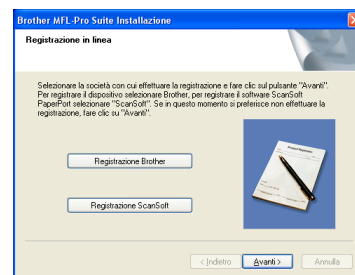 Brother MFL-Pro Suite Installazione
Registrazione in linea
Selezionare la società con cui effettuare la registrazione e fare clic sul pulsante "Avanti".
Per registrare il dispositivo selezionare Brother, per registrare il software ScanSoft
PaperPort selezionare "ScanSoft". Se in questo momento si preferisce non effettuare la
registrazione, fare clic su "Avanti".
Registrazione Brother
Registrazione ScanSoft
< Indietro
Avanti >
Annulla